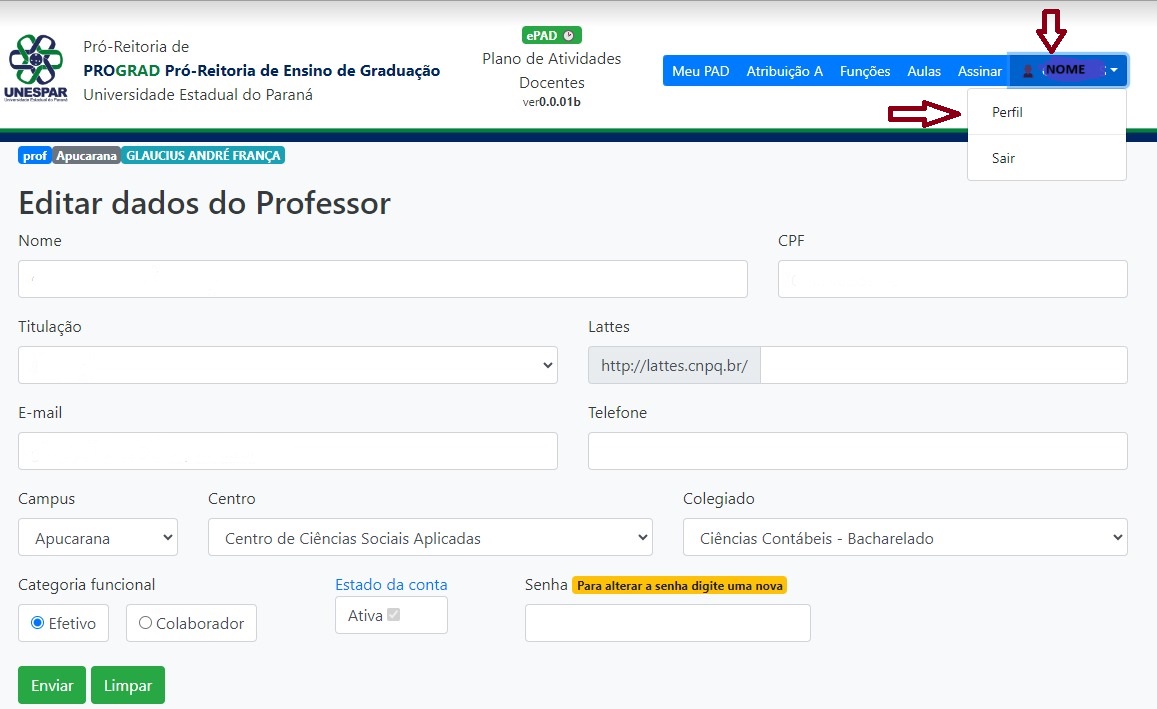 ePAD
Pró-Reitoria de
PROGRAD Pró-Reitoria de Ensino de Graduação
Universidade Estadual do Paraná
UNESPAR
Universidade Estadual do Paraná
Plano de Atividades
Docentes
ver0.0.01b
Meu PAD Atribuição A Funções Aulas Assinar NOME
Perfil
Sair
prof Apucarana GLAUCIUS ANDRÉ FRANÇA
Editar dados do Professor
Nome CPF
Titulação Lattes
http://lattes.cnpq.br/
E-mail Telefone
Campus Centro Colegiado
Apucarana Centro de Ciências Sociais Aplicadas Ciências Contábeis - Bacharelado
Categoria funcional Estado da conta Senha Para alterar a senha digite uma nova
Efetivo Colaborador Ativa
Enviar Limpar